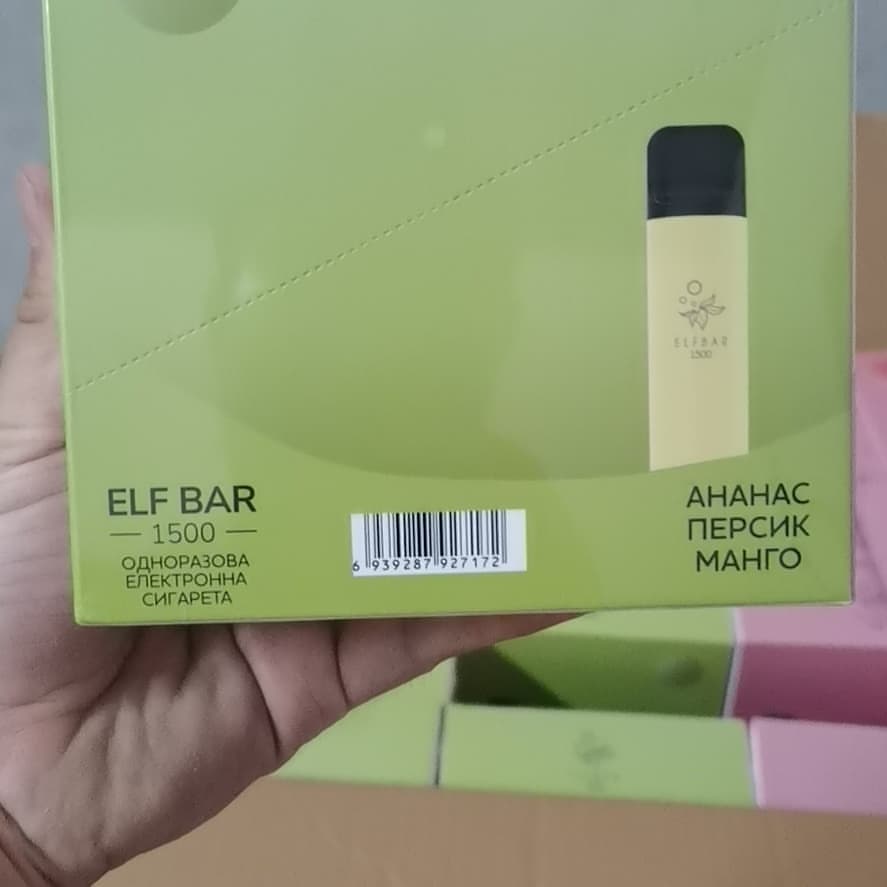 ELFBAR
1500
ELF BAR
1500
ОДНОРАЗОВА
ЕЛЕКТРОННА
СИГАРЕТА
6 939287 927172
АНАНАС
ПЕРСИК
МАНГО